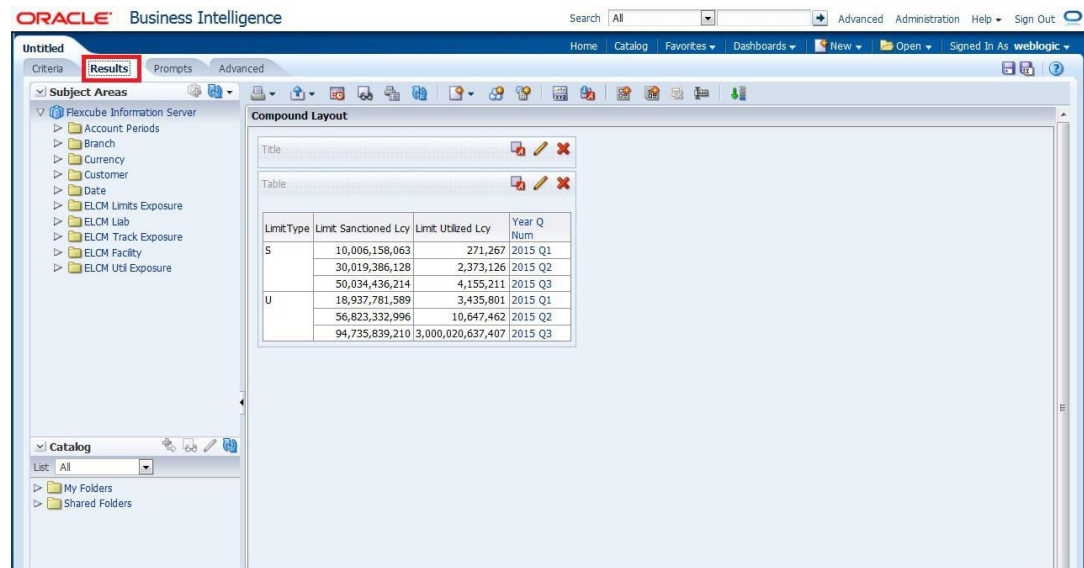 ORACLE Business Intelligence
Search All Advanced Administration Help Sign Out
Untitled
Home Catalog Favorites Dashboards New Open Signed In As weblogic
Criteria Results Prompts Advanced
Subject Areas
Flexcube Information Server
Account Periods
Branch
Currency
Customer
Date
ELCM Limits Exposure
ELCM Liab
ELCM Track Exposure
ELCM Facility
ELCM Util Exposure
Catalog
List All
My Folders
Shared Folders
Compound Layout
Title
Table
LimitType Limit Sanctioned Lcy Limit Utilized Lcy Year Q
Num
S 10,006,158,063 271,267 2015 Q1
30,019,386,128 2,373,126 2015 Q2
50,034,436,214 4,155,211 2015 Q3
U 18,937,781,589 3,435,801 2015 Q1
56,823,332,996 10,647,462 2015 Q2
94,735,839,210 3,000,020,637,407 2015 Q3